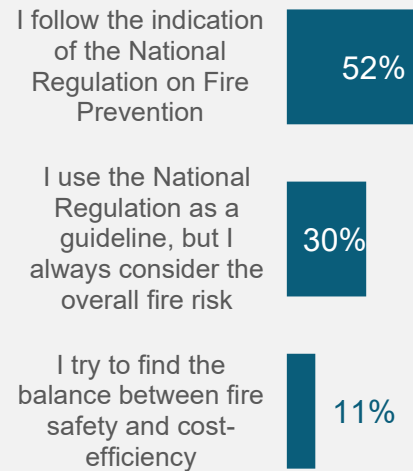 I follow the indication
of the National
Regulation on Fire
Prevention
52%
I use the National
Regulation as a
guideline, but I
always consider the
overall fire risk
30%
I try to find the
balance between fire
safety and cost-
efficiency
11%